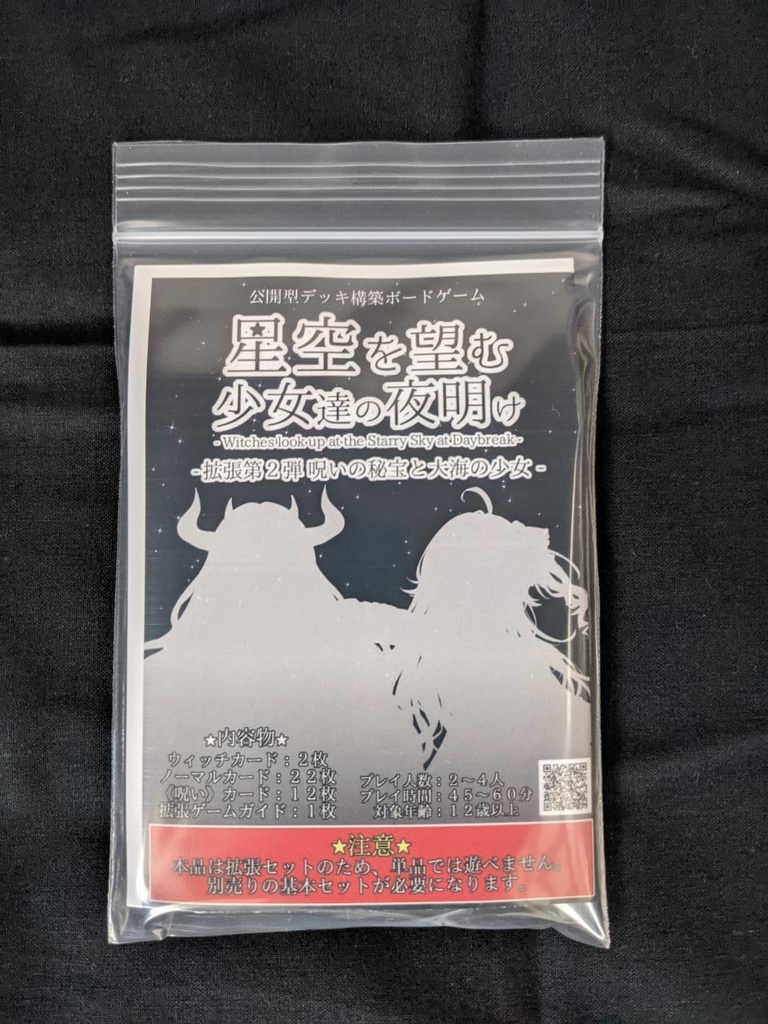 公開型デッキ構築ボードゲーム
星空を望む
少女達の夜明け
- Witches look up at the Starry Sky at Daybreak -
- 拡張第2弾 呪いの秘宝と大海の少女 -
★内容物★
ウィッチカード：２枚
ノーマルカード：２２枚
《呪い》カード：１２枚
拡張ゲームガイド：１枚
プレイ人数：２～４人
プレイ時間：４５～６０分
対象年齢：１２歳以上
★注意★
本品は拡張セットのため、単品では遊べません。
別売りの基本セットが必要になります。